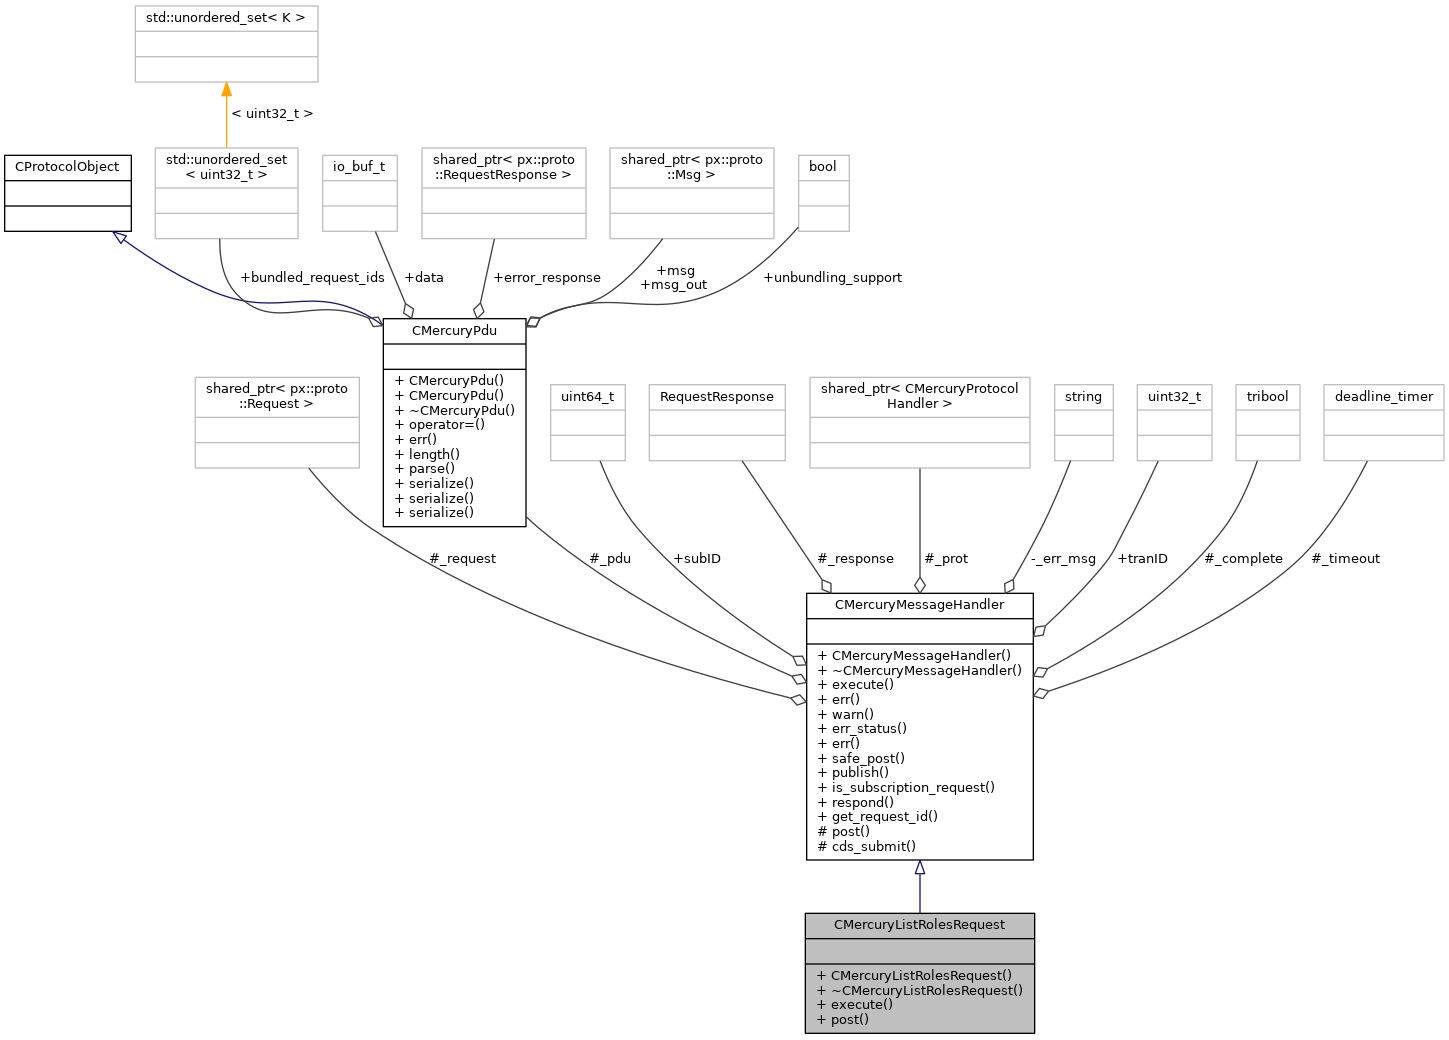 std::unordered_set< K >
< uint32_t >
CProtocolObject
std::unordered_set
< uint32_t >
io_buf_t
shared_ptr< px::proto
::RequestResponse >
shared_ptr< px::proto
::Msg >
bool
+bundled_request_ids
+data
+error_response
+msg
+msg_out
+unbundling_support
CMercuryPdu
+ CMercuryPdu()
+ CMercuryPdu()
+ ~CMercuryPdu()
+ operator=()
+ err()
+ length()
+ parse()
+ serialize()
+ serialize()
+ serialize()
shared_ptr< px::proto
::Request >
uint64_t
RequestResponse
shared_ptr< CMercuryProtocol
Handler >
string
uint32_t
tribool
deadline_timer
#_request
#_pdu
+subID
#_response
#_prot
-_err_msg
+tranID
#_complete
#_timeout
CMercuryMessageHandler
+ CMercuryMessageHandler()
+ ~CMercuryMessageHandler()
+ execute()
+ err()
+ warn()
+ err_status()
+ err()
+ safe_post()
+ publish()
+ is_subscription_request()
+ respond()
+ get_request_id()
# post()
# cds_submit()
CMercuryListRolesRequest
+ CMercuryListRolesRequest()
+ ~CMercuryListRolesRequest()
+ execute()
+ post()